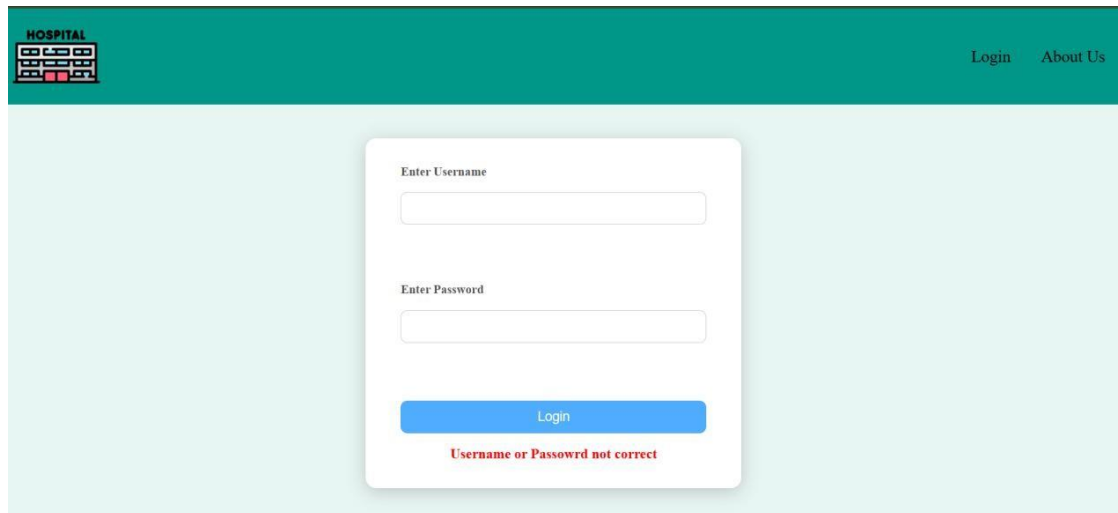 HOSPITAL
Login About Us
Enter Username
Enter Password
Login
Username or Passowrd not correct